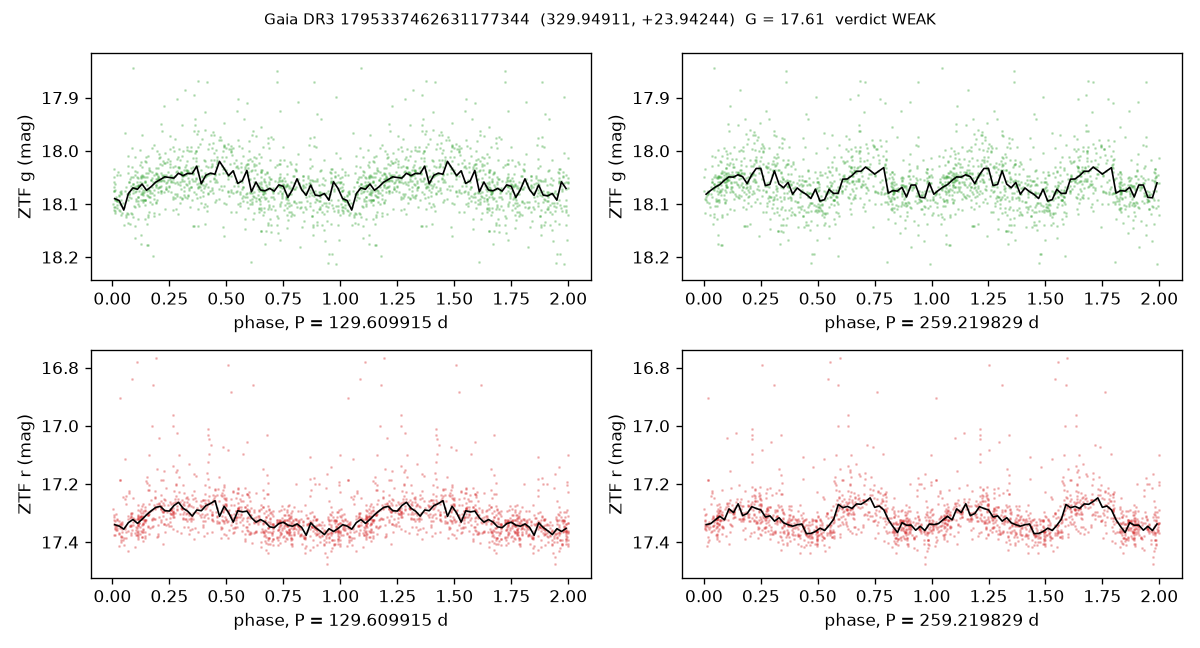 Gaia DR3 1795337462631177344 (329.94911, +23.94244) G = 17.61 verdict WEAK
ZTF g (mag)
17.9
18.0
18.1
18.2
0.00 0.25 0.50 0.75 1.00 1.25 1.50 1.75 2.00
phase, P = 129.609915 d
ZTF g (mag)
17.9
18.0
18.1
18.2
0.00 0.25 0.50 0.75 1.00 1.25 1.50 1.75 2.00
phase, P = 259.219829 d
ZTF r (mag)
16.8
17.0
17.2
17.4
0.00 0.25 0.50 0.75 1.00 1.25 1.50 1.75 2.00
phase, P = 129.609915 d
ZTF r (mag)
16.8
17.0
17.2
17.4
0.00 0.25 0.50 0.75 1.00 1.25 1.50 1.75 2.00
phase, P = 259.219829 d